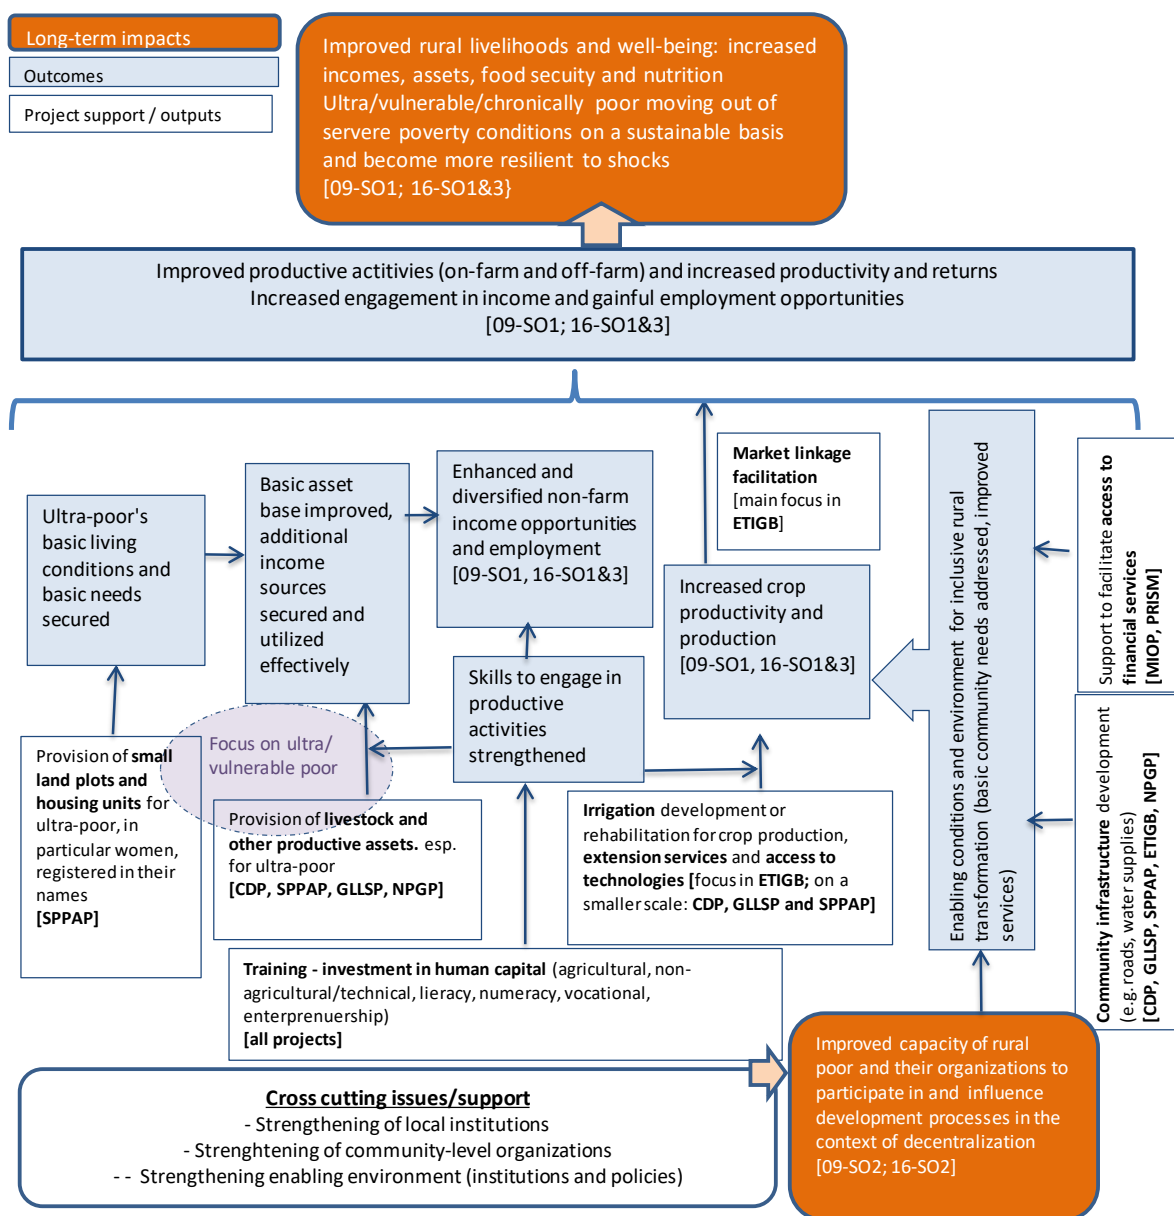 Long-term impacts
Outcomes
Project support / outputs
Improved rural livelihoods and well-being: increased
incomes, assets, food secuity and nutrition
Ultra/vulnerable/chronically poor moving out of
servere poverty conditions on a sustainable basis
and become more resilient to shocks
[09-SO1; 16-SO1&3}
Improved productive actitivies (on-farm and off-farm) and increased productivity and returns
Increased engagement in income and gainful employment opportunities
[09-SO1; 16-SO1&3]
Ultra-poor's
basic living
conditions and
basic needs
secured
Basic asset
base improved,
additional
income
sources
secured and
utilized
effectively
Enhanced and
diversified non-farm
income opportunities
and employment
[09-SO1, 16-SO1&3]
Market linkage
facilitation
[main focus in
ETIGB]
Increased crop
productivity and
production
[09-SO1, 16-SO1&3]
Enabling conditions and environment for inclusive rural
transformation (basic community needs addressed, improved
services)
Support to facilitate access to
financial services
[MIOP, PRISM]
Community infrastructure development
(e.g. roads, water supplies)
[CDP, GLLSP, SPPAP, ETIGB, NPGP]
Skills to engage in
productive
activities
strengthened
Focus on ultra/
vulnerable poor
Provision of small
land plots and
housing units for
ultra-poor, in
particular women,
registered in their
names
[SPPAP]
Provision of livestock and
other productive assets. esp.
for ultra-poor
[CDP, SPPAP, GLLSP, NPGP]
Irrigation development or
rehabilitation for crop production,
extension services and access to
technologies [focus in ETIGB; on a
smaller scale: CDP, GLLSP and SPPAP]
Training - investment in human capital (agricultural, non-
agricultural/technical, lieracy, numeracy, vocational,
enterprenuership)
[all projects]
Cross cutting issues/support
- Strengthening of local institutions
- Strenghtening of community-level organizations
- - Strengthening enabling environment (institutions and policies)
Improved capacity of rural
poor and their organizations to
participate in and influence
development processes in the
context of decentralization
[09-SO2; 16-SO2]